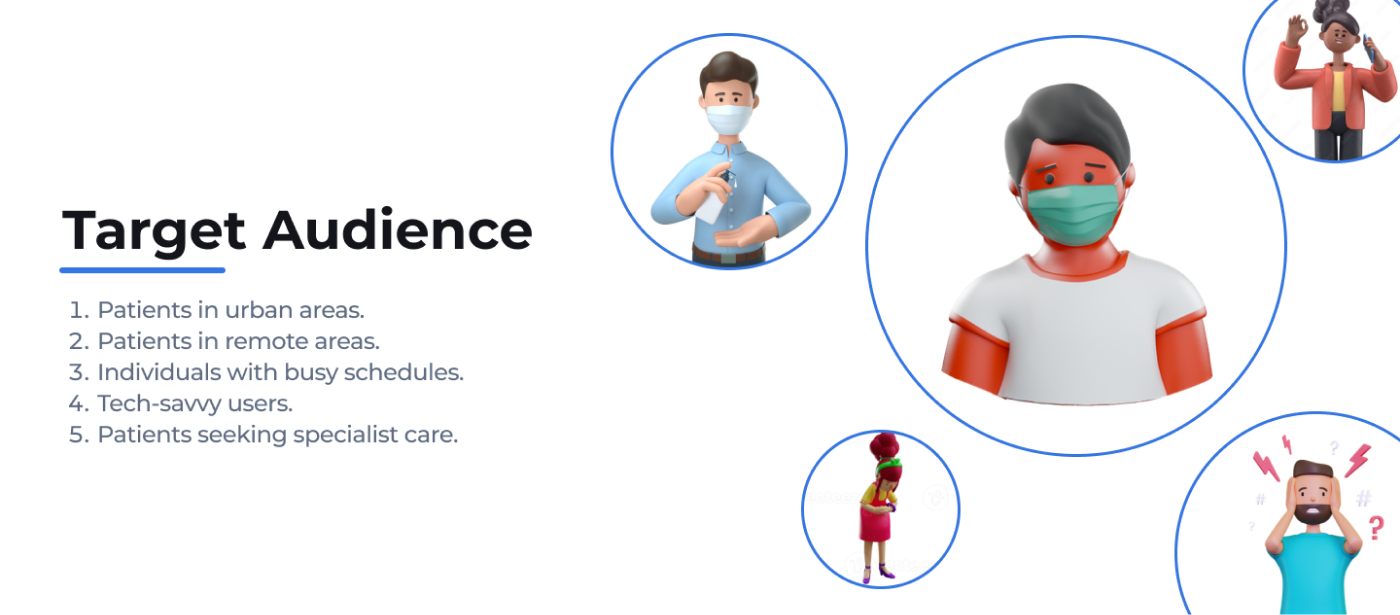 Target Audience
1. Patients in urban areas.
2. Patients in remote areas.
3. Individuals with busy schedules.
4. Tech-savvy users.
5. Patients seeking specialist care.
? 
# #
? ?